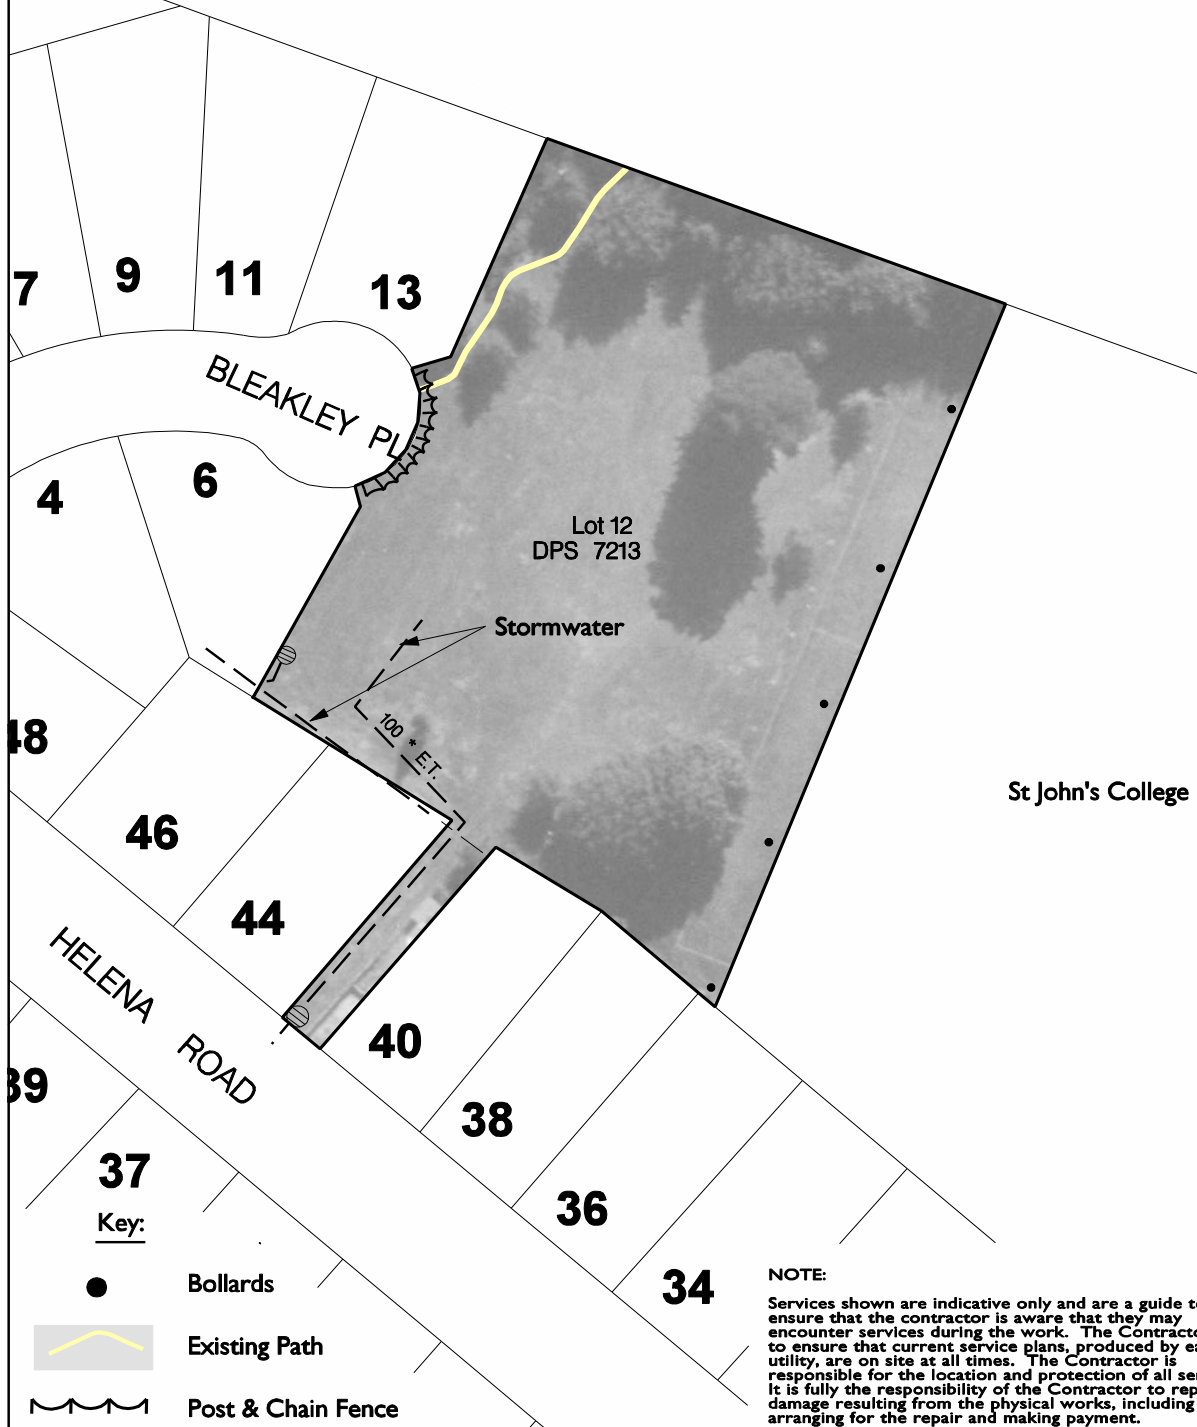 7
9
11
13
BLEAKLEY PL
4
6
Lot 12
DPS 7213
Stormwater
100 * E.T.
48
46
44
St John's College
HELENA ROAD
40
38
36
34
39
37
Key:
Bollards
Existing Path
Post & Chain Fence
NOTE:
Services shown are indicative only and are a guide
ensure that the contractor is aware that they may
encounter services during the work. The
to ensure that current service plans, produced by
utility, are on site at all times. The Contractor is
responsible for the location and protection of all
It is fully the responsibility of the Contractor to
damage resulting from the physical works, including
arranging for the repair and making payment.